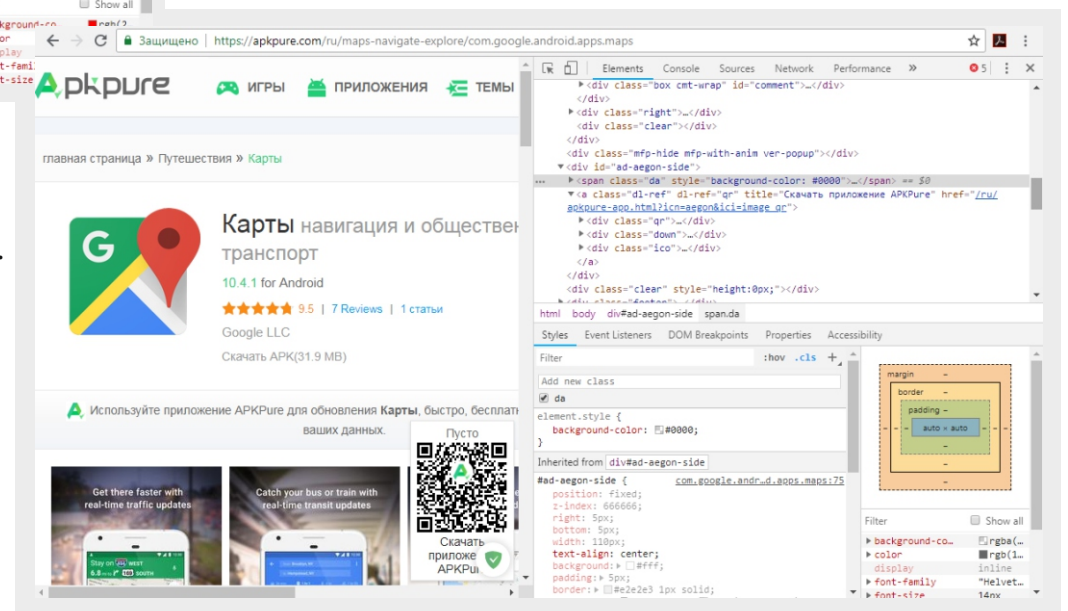 Show all
Защищено | https://apkpure.com/ru/maps-navigate-explore/com.google.android.apps.maps
Apkpure
ИГРЫ
ПРИЛОЖЕНИЯ
ТЕМЫ
главная страница » Путешествия » Карты
G
Карты навигация и обществен
транспорт
10.4.1 for Android
9.5 | 7 Reviews | 1 статьи
Google LLC
Скачать APK(31.9 MB)
Используйте приложение APKPure для обновления Карты, быстро, бесплатн
ваших данных.
Get there faster with
real-time traffic updates
Catch your bus or train with
real-time transit updates
Пусто
Скачать
приложе
APKPu
Elements Console Sources Network Performance » 5
<div class="box cmt-wrap" id="comment">…</div>
</div>
<div class="right">…</div>
<div class="clear"></div>
</div>
<div class="mfp-hide mfp-with-anim ver-popup"></div>
<div id="ad-aegon-side">
<span class="da" style="background-color: #0000">…</span> == $0
<a class="dl-ref" dl-ref="qr" title="Скачать приложение APKPure" href="/ru/
apkpure-app.html?icn=aegon&ici=image_qr">
<div class="qr">…</div>
<div class="down">…</div>
<div class="ico">…</div>
</a>
</div>
<div class="clear" style="height:0px;"></div>
<div class="footer">…</div>
html body div#ad-aegon-side span.da
Styles Event Listeners DOM Breakpoints Properties Accessibility
Filter :hov .cls +
Add new class
da
element.style {
background-color: #0000;
}
Inherited from div#ad-aegon-side
#ad-aegon-side { com.google.andr…d.apps.maps:75
position: fixed;
z-index: 666666;
right: 5px;
bottom: 5px;
width: 110px;
text-align: center;
background: #fff;
padding: 5px;
border: #e2e2e3 1px solid;
margin -
border -
padding -
auto × auto
Filter Show all
background-co… rgba(…
color rgb(1…
display inline
font-family "Helvet…
font-size 14px